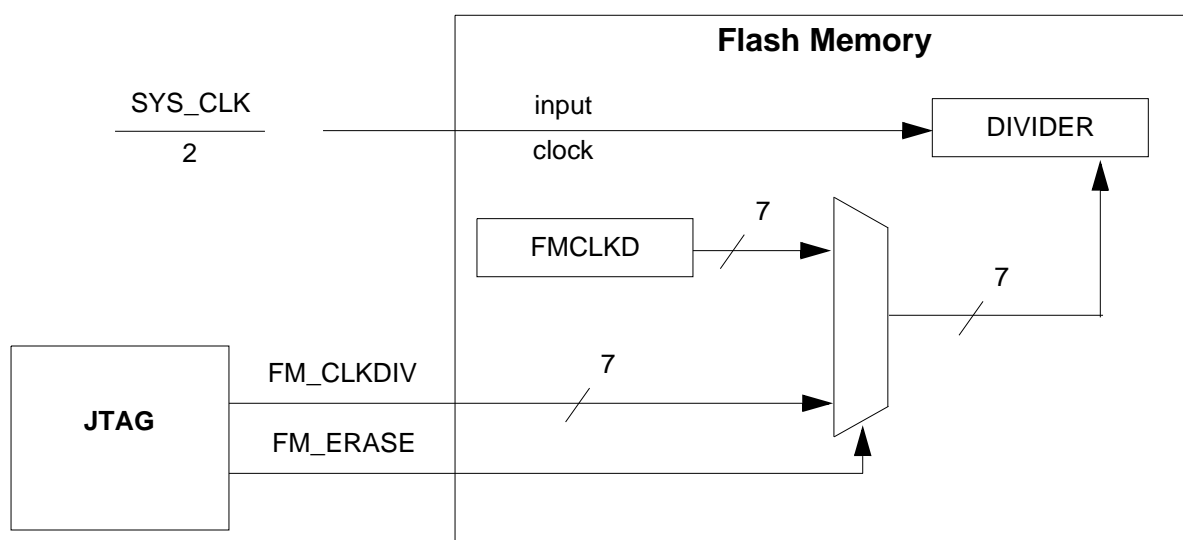 Flash Memory
SYS_CLK
2
input
clock
DIVIDER
7
FMCLKD
7
FM_CLKDIV
7
JTAG
FM_ERASE